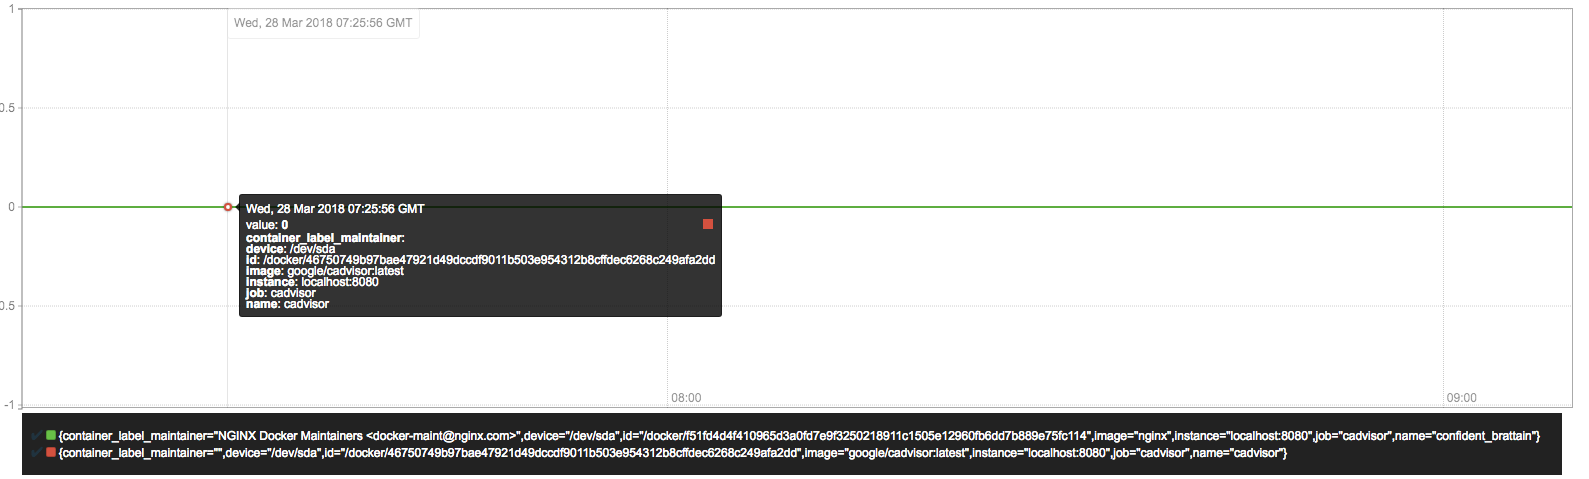 1
Wed, 28 Mar 2018 07:25:56 GMT
0.5
0
Wed, 28 Mar 2018 07:25:56 GMT
value: 0
container_label_maintainer:
device: /dev/sda
id: /docker/46750749b97bae47921d49dccdf9011b503e954312b8cffdec6268c249afa2dd
image: google/cadvisor:latest
instance: localhost:8080
job: cadvisor
name: cadvisor
0.5
-1
08:00
09:00
{container_label_maintainer="NGINX Docker Maintainers <docker-maint@nginx.com>",device="/dev/sda",id="/docker/f51fd4d4f410965d3a0fd7e9f3250218911c1505e12960fb6dd7b889e75fc114",image="nginx",instance="localhost:8080",job="cadvisor",name="confident_brattain"}
{container_label_maintainer="",device="/dev/sda",id="/docker/46750749b97bae47921d49dccdf9011b503e954312b8cffdec6268c249afa2dd",image="google/cadvisor:latest",instance="localhost:8080",job="cadvisor",name="cadvisor"}